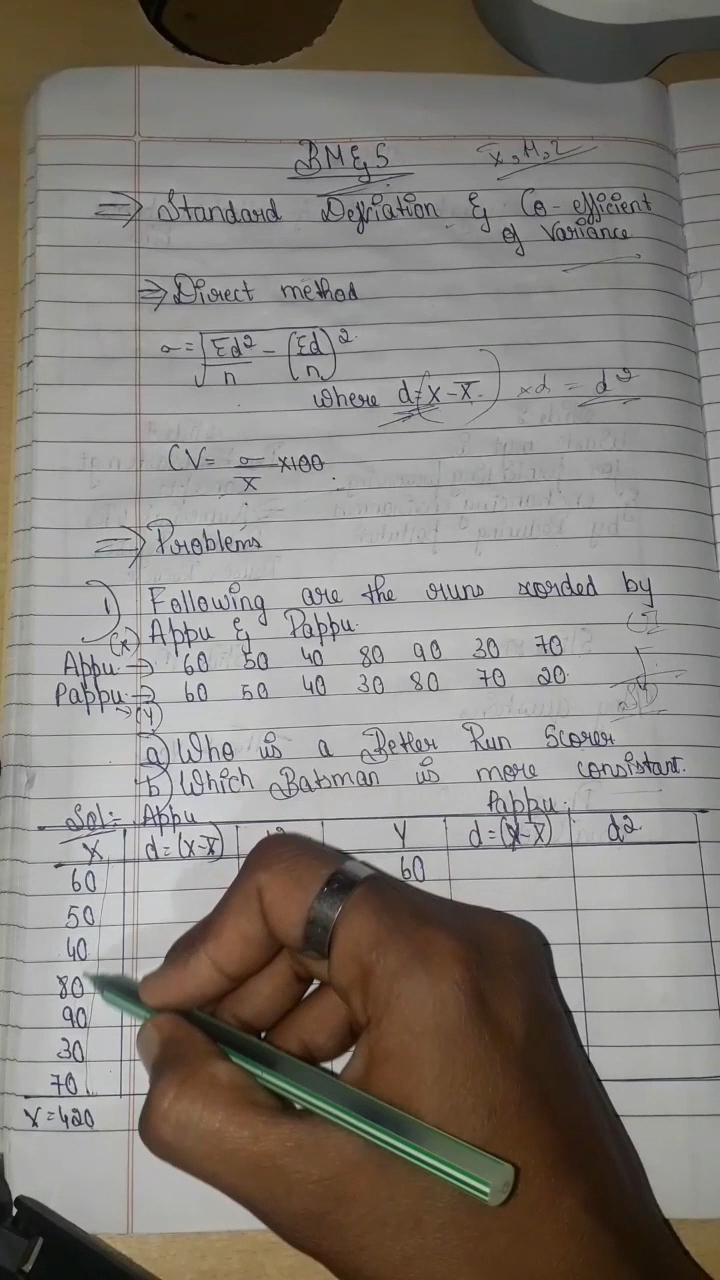 BM & S
x̄, M, Z
⇒ Standard Deviation & Co-efficient
of Variance
⇒ Direct method
σ = √Σd²/n - (Σd/n)²
where d = x - x̄ ) xd = d²
CV = σ/x × 100
⇒ Problems
1) Following are the runs xorded by
(x) Appu & Pappu.
Appu → 60 50 40 80 90 30 70
Pappu → 60 50 40 30 80 70 20
(y)
a) Who is a Better Run Scorer
b) Which Batsman is more consistant.
Sol:= Appu Pappu.
X d = (x-x̄) Y d = (x-x̄) d2
60 60
50
40
80
90
30
70
x = 420